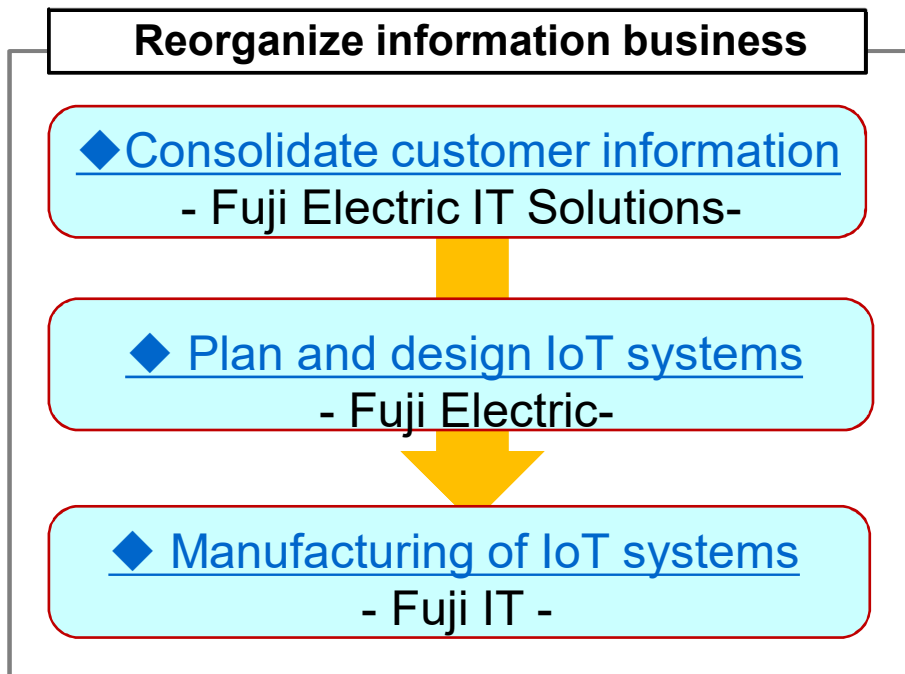 Reorganize information business
◆Consolidate customer information
- Fuji Electric IT Solutions-
◆ Plan and design IoT systems
- Fuji Electric-
◆ Manufacturing of IoT systems
- Fuji IT -